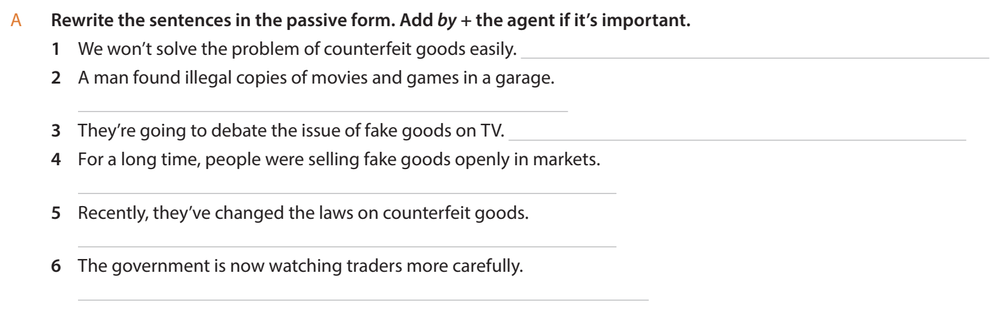 A Rewrite the sentences in the passive form. Add by + the agent if it's important.
1 We won't solve the problem of counterfeit goods easily.
2 A man found illegal copies of movies and games in a garage.
3 They're going to debate the issue of fake goods on TV.
4 For a long time, people were selling fake goods openly in markets.
5 Recently, they've changed the laws on counterfeit goods.
6 The government is now watching traders more carefully.